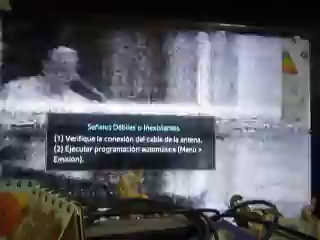 Señales Débiles o Inexistentes
(1) Verifique la conexión del cable de la antena.
(2) Ejecutar programación automática (Menú >
Emisión).